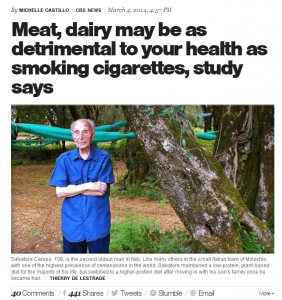 By MICHELLE CASTILLO / CBS NEWS / March 4, 2014, 4:57 PM
Meat, dairy may be as
detrimental to your health as
smoking cigarettes, study
says
Salvatore Caruso, 108, is the second oldest man in Italy. Like many others in the small Italian town of Molochio,
with one of the highest prevalence of centenarians in the world, Salvatore maintained a low-protein, plant-based
diet for the majority of his life, but switched to a higher-protein diet after moving in with his son's family once he
became frail. THIERRY DE LESTRADE
40 Comments / f 441 Shares / Tweets / Stumble / @ Email More +